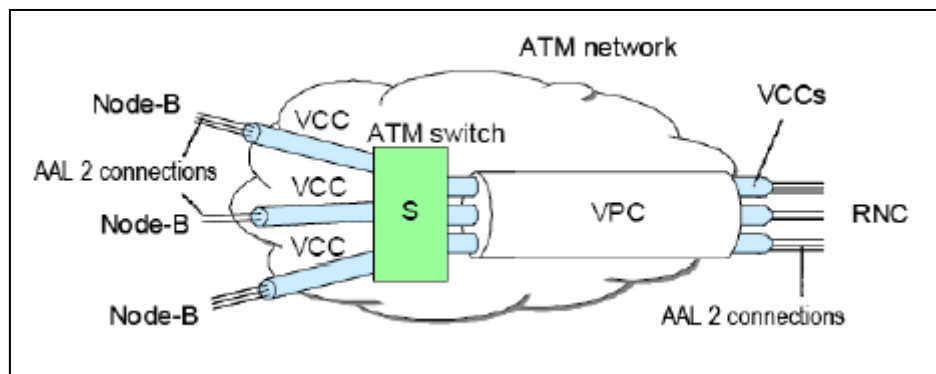 ATM network
Node-B
VCC
VCCs
ATM switch
AAL 2 connections
VCC
S
VPC
RNC
Node-B
VCC
Node-B
AAL 2 connections